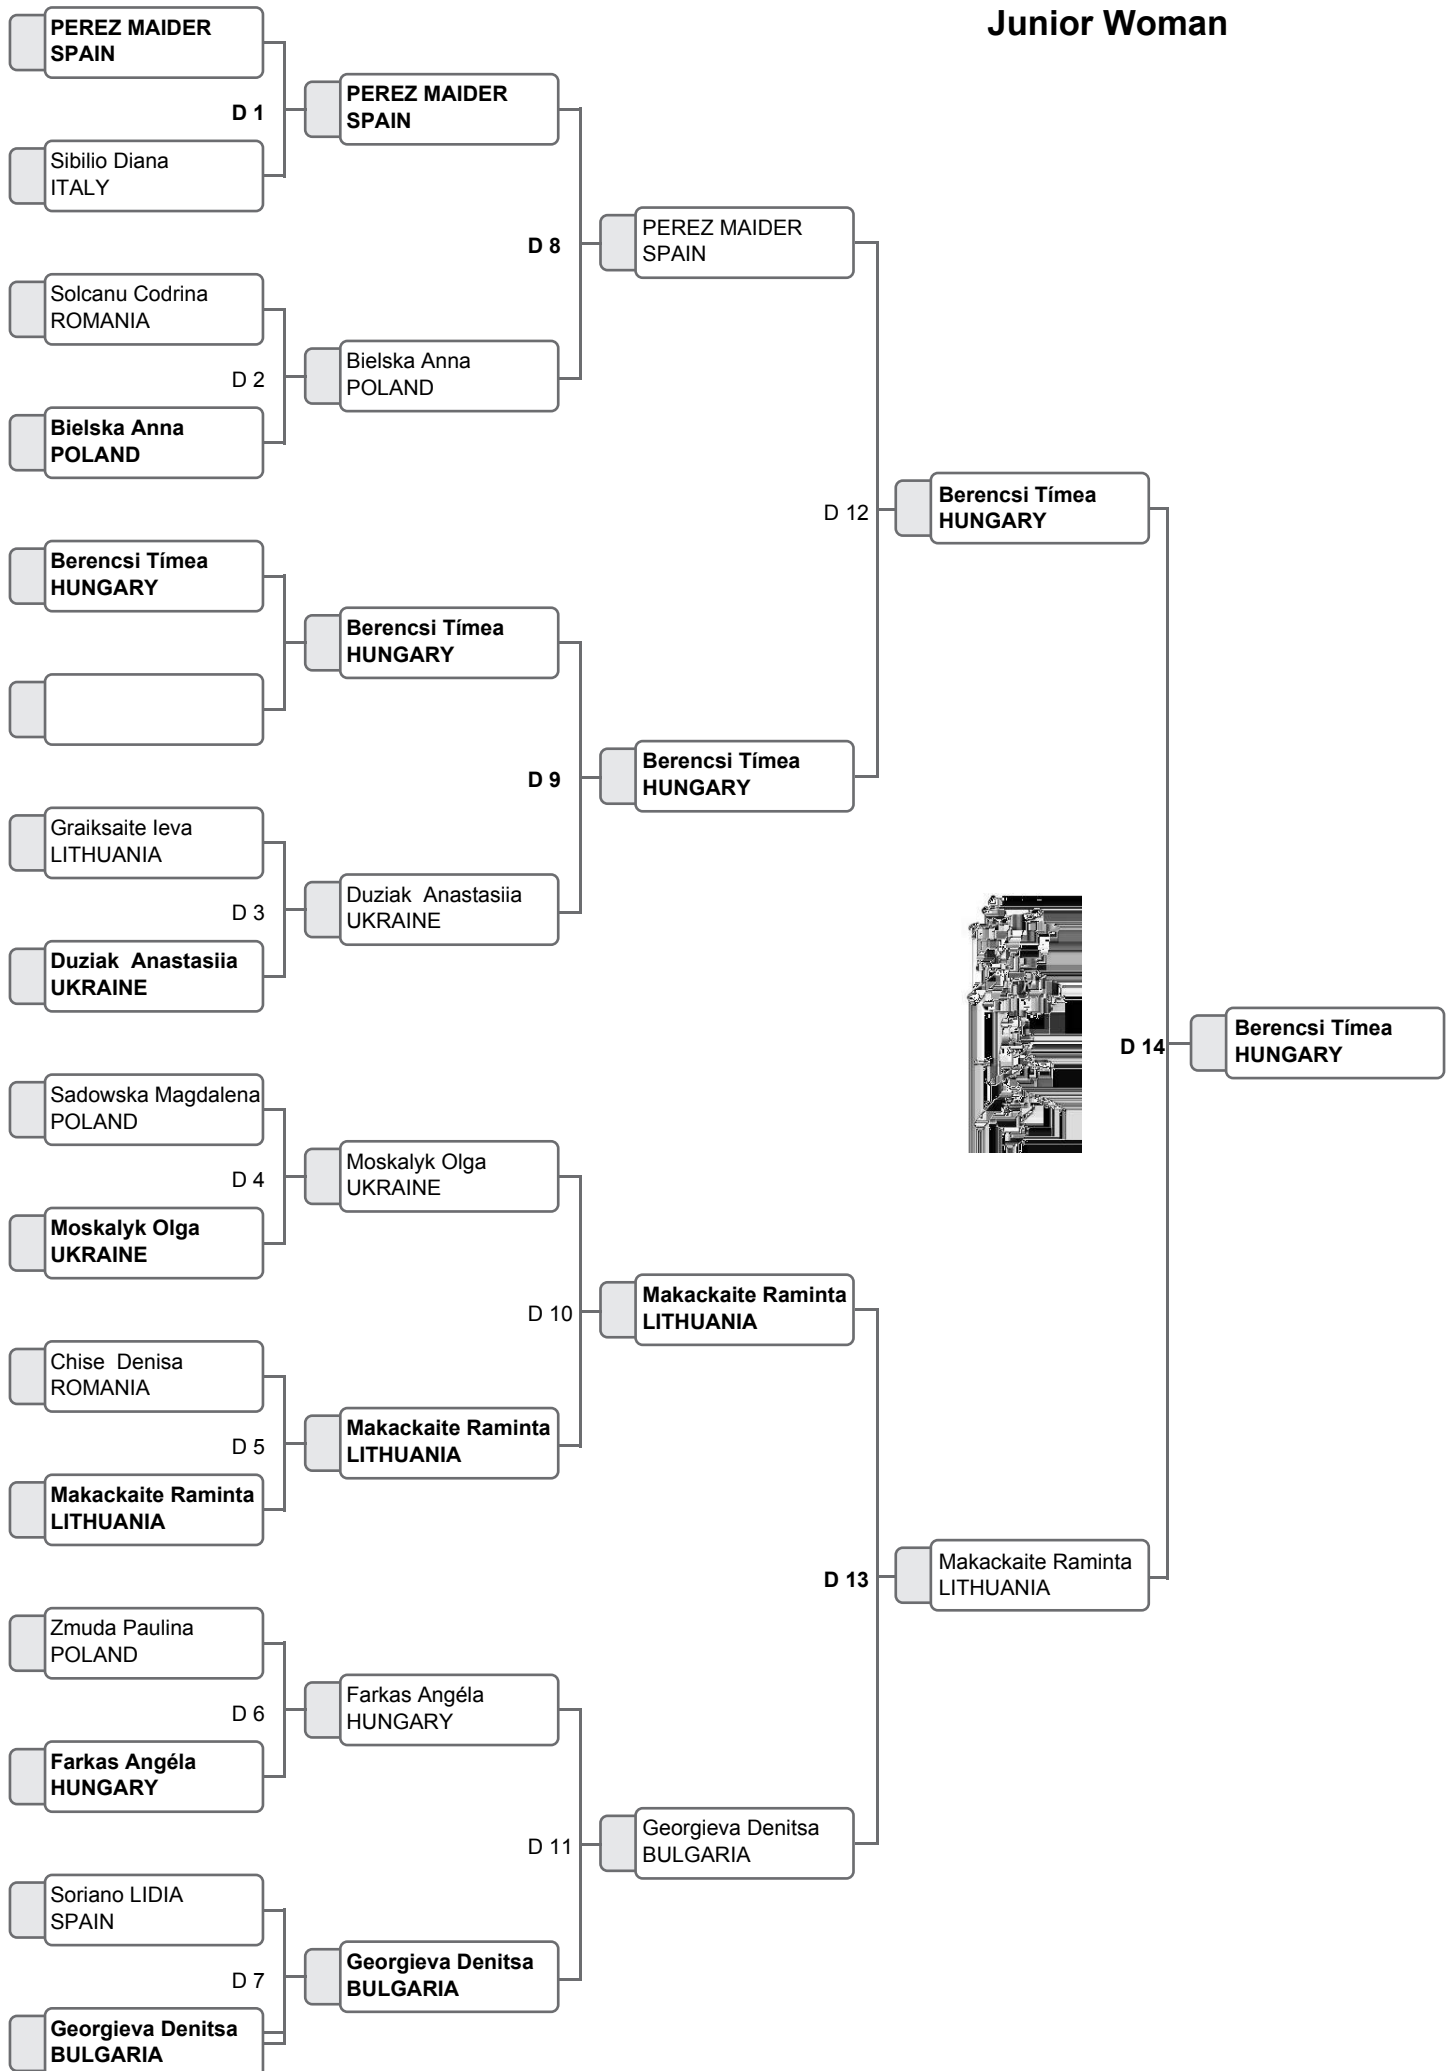 Junior Woman
PEREZ MAIDER
SPAIN
D 1
Sibilio Diana
ITALY
Solcanu Codrina
ROMANIA
D 2
Bielska Anna
POLAND
Berencsi Tímea
HUNGARY
Graiksaite Ieva
LITHUANIA
D 3
Duziak  Anastasiia
UKRAINE
Sadowska Magdalena
POLAND
D 4
Moskalyk Olga
UKRAINE
Chise  Denisa
ROMANIA
D 5
Makackaite Raminta
LITHUANIA
Zmuda Paulina
POLAND
D 6
Farkas Angéla
HUNGARY
Soriano LIDIA
SPAIN
D 7
Georgieva Denitsa
BULGARIA
PEREZ MAIDER
SPAIN
D 8
Bielska Anna
POLAND
Berencsi Tímea
HUNGARY
D 9
Duziak  Anastasiia
UKRAINE
Moskalyk Olga
UKRAINE
D 10
Makackaite Raminta
LITHUANIA
Farkas Angéla
HUNGARY
D 11
Georgieva Denitsa
BULGARIA
PEREZ MAIDER
SPAIN
D 12
Berencsi Tímea
HUNGARY
Makackaite Raminta
LITHUANIA
D 13
Georgieva Denitsa
BULGARIA
Berencsi Tímea
HUNGARY
D 14
Makackaite Raminta
LITHUANIA
Berencsi Tímea
HUNGARY